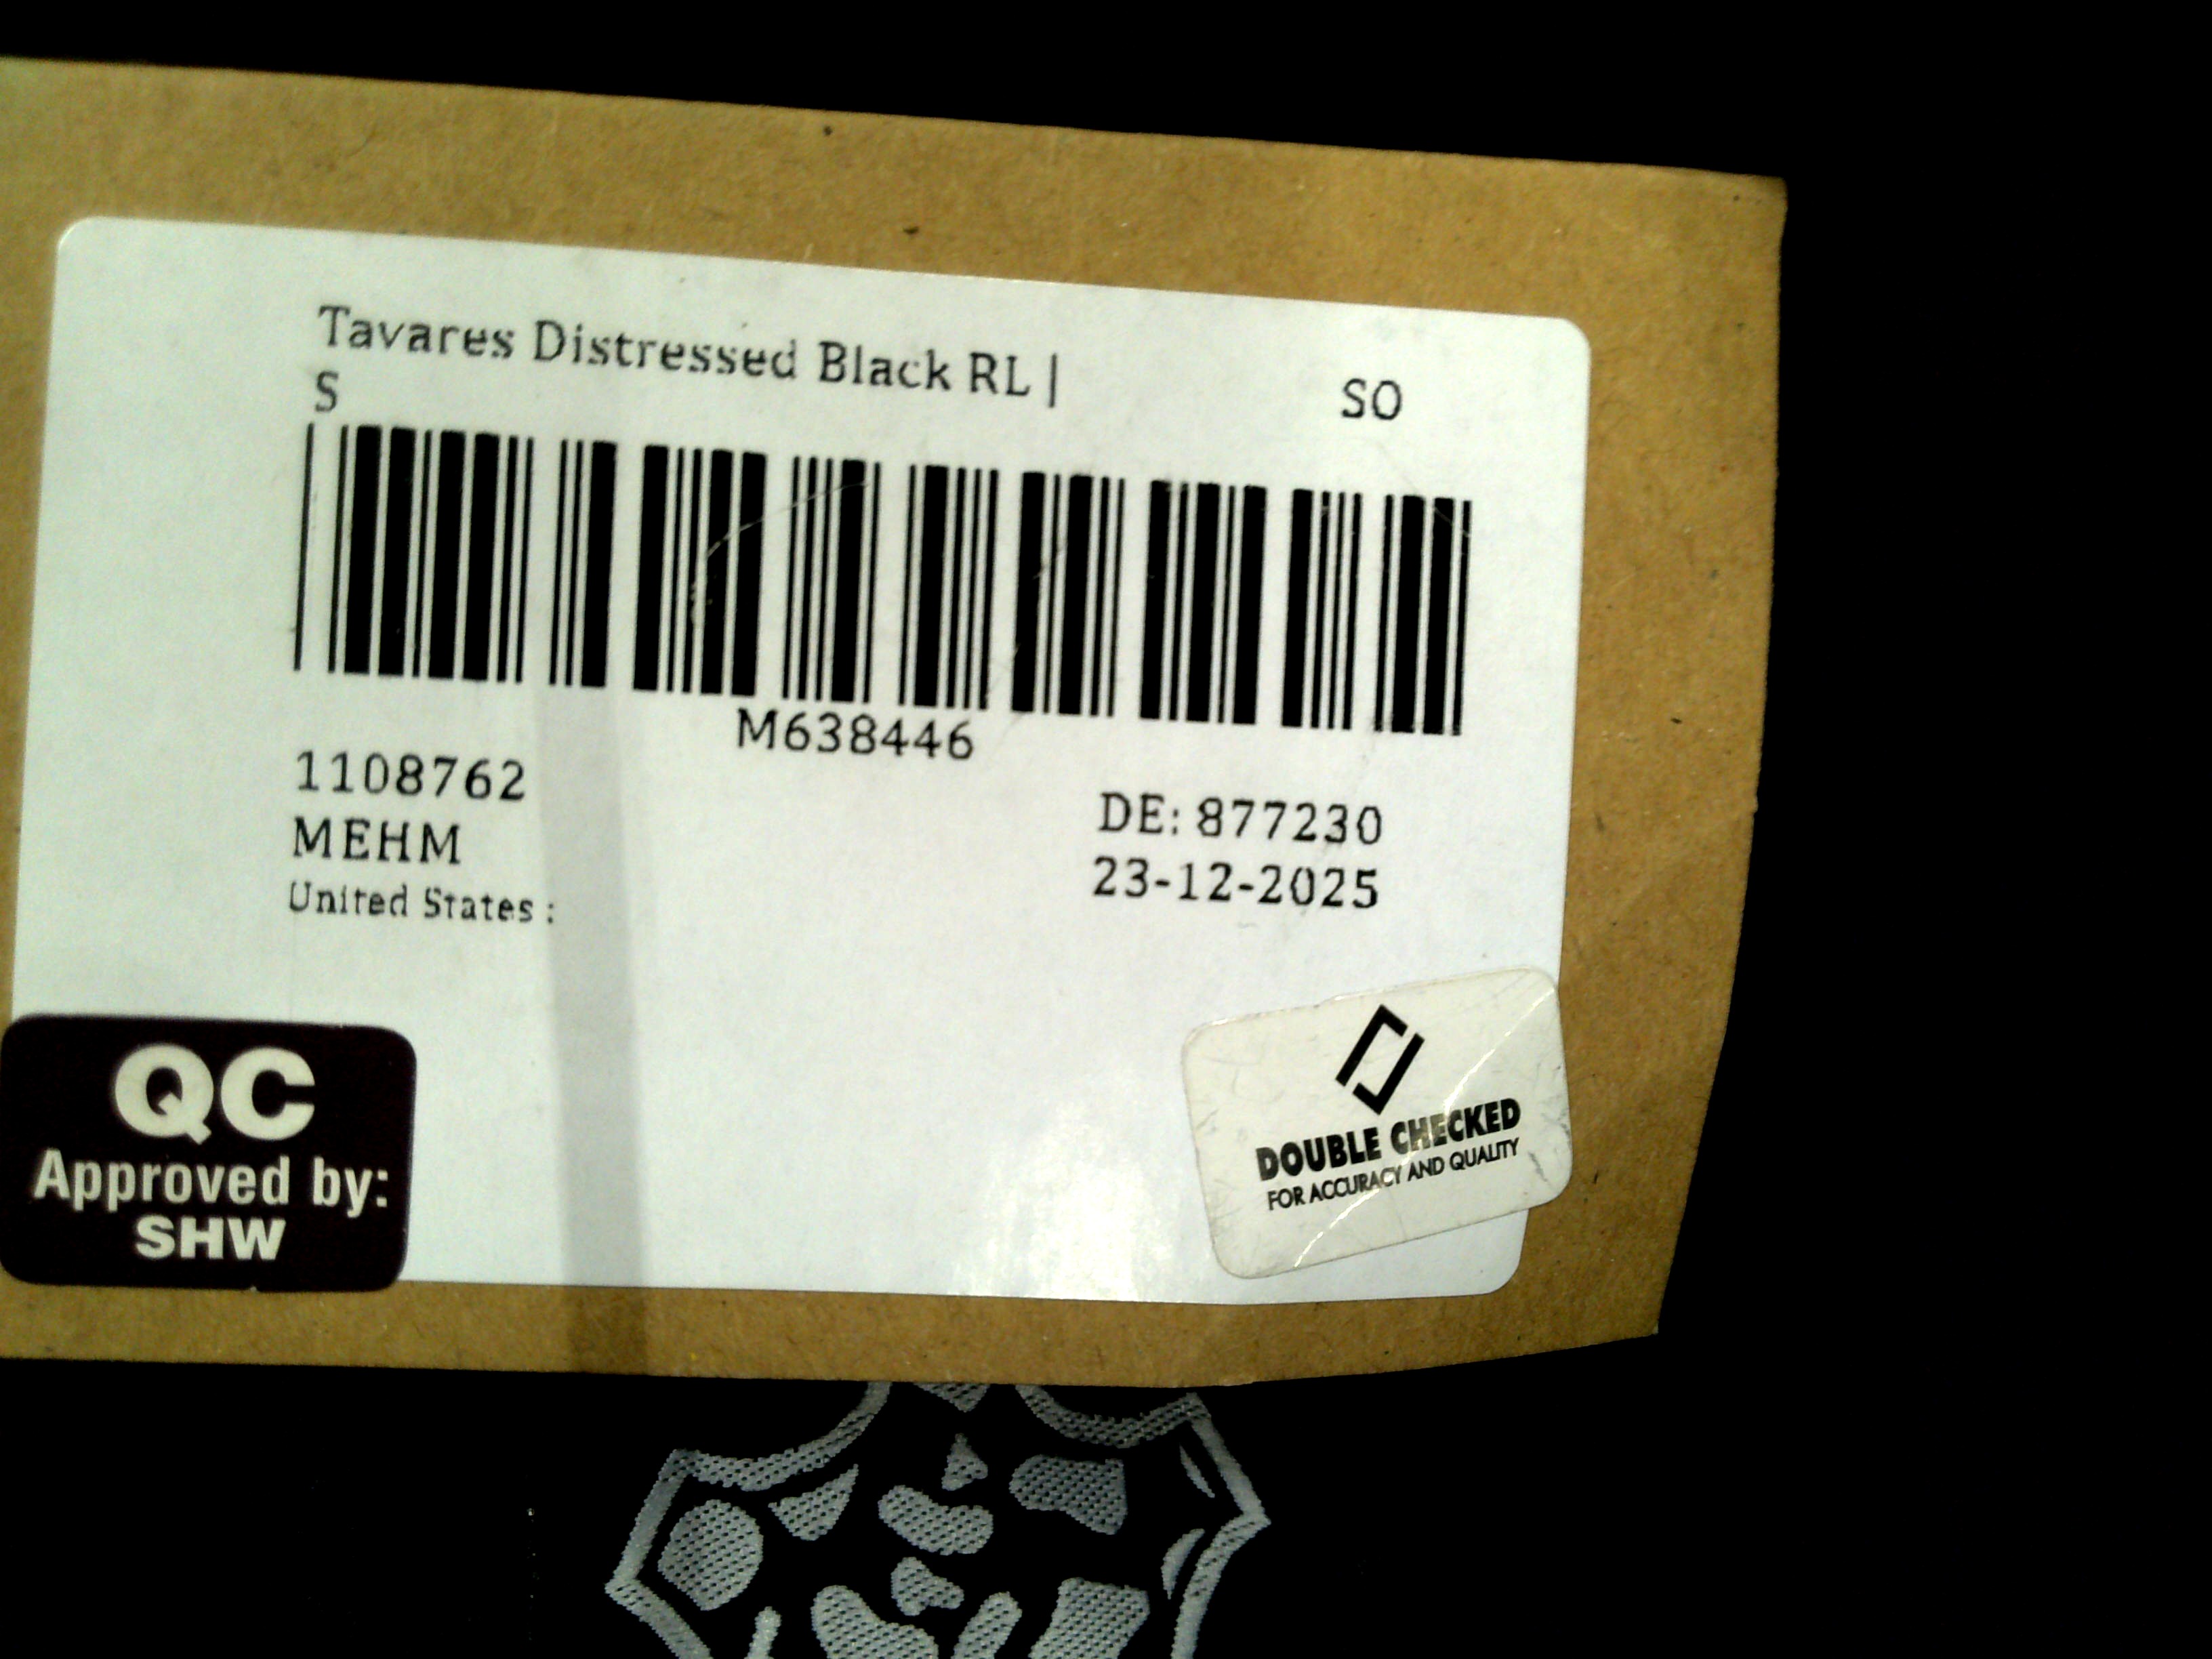 Tavares Distressed Black RL |
S
SO
M638446
1108762
MEHM
United States :
DE: 877230
23-12-2025
QC
Approved by:
SHW
DOUBLE CHECKED
FOR ACCURACY AND QUALITY